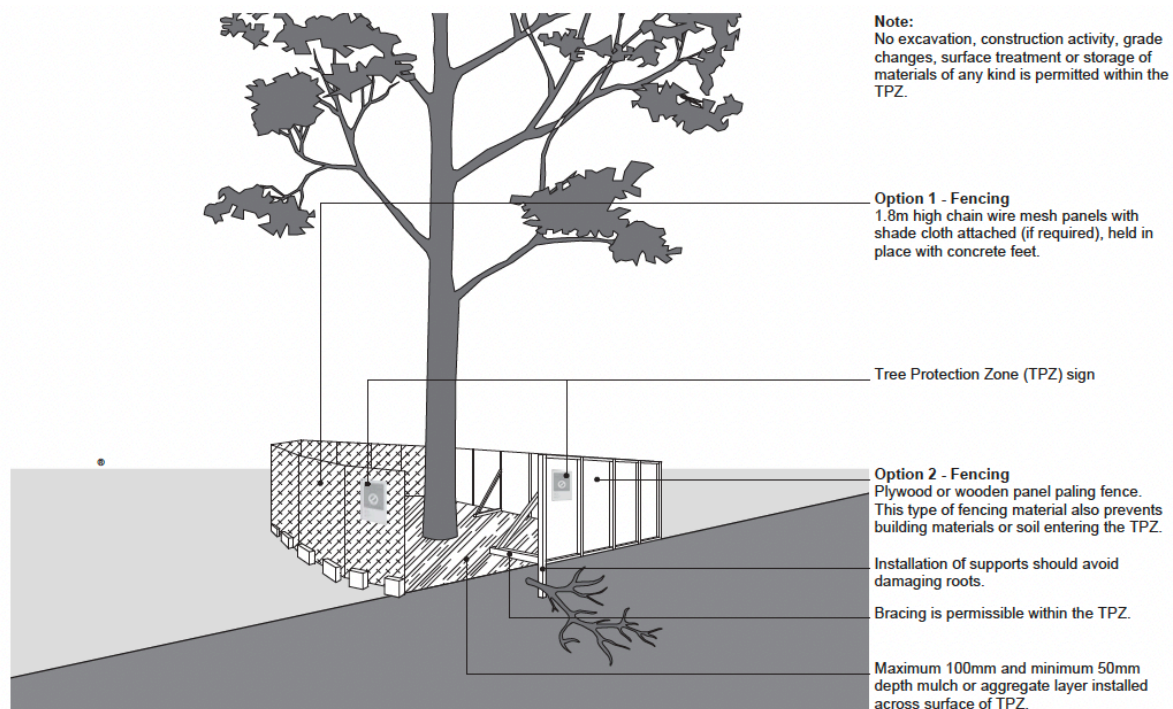 Note:
No excavation, construction activity, grade
changes, surface treatment or storage of
materials of any kind is permitted within the
TPZ.
Option 1 - Fencing
1.8m high chain wire mesh panels with
shade cloth attached (if required), held in
place with concrete feet.
Tree Protection Zone (TPZ) sign
®
Option 2 - Fencing
Plywood or wooden panel paling fence.
This type of fencing material also prevents
building materials or soil entering the TPZ.
Installation of supports should avoid
damaging roots.
Bracing is permissible within the TPZ.
Maximum 100mm and minimum 50mm
depth mulch or aggregate layer installed
across surface of TPZ.